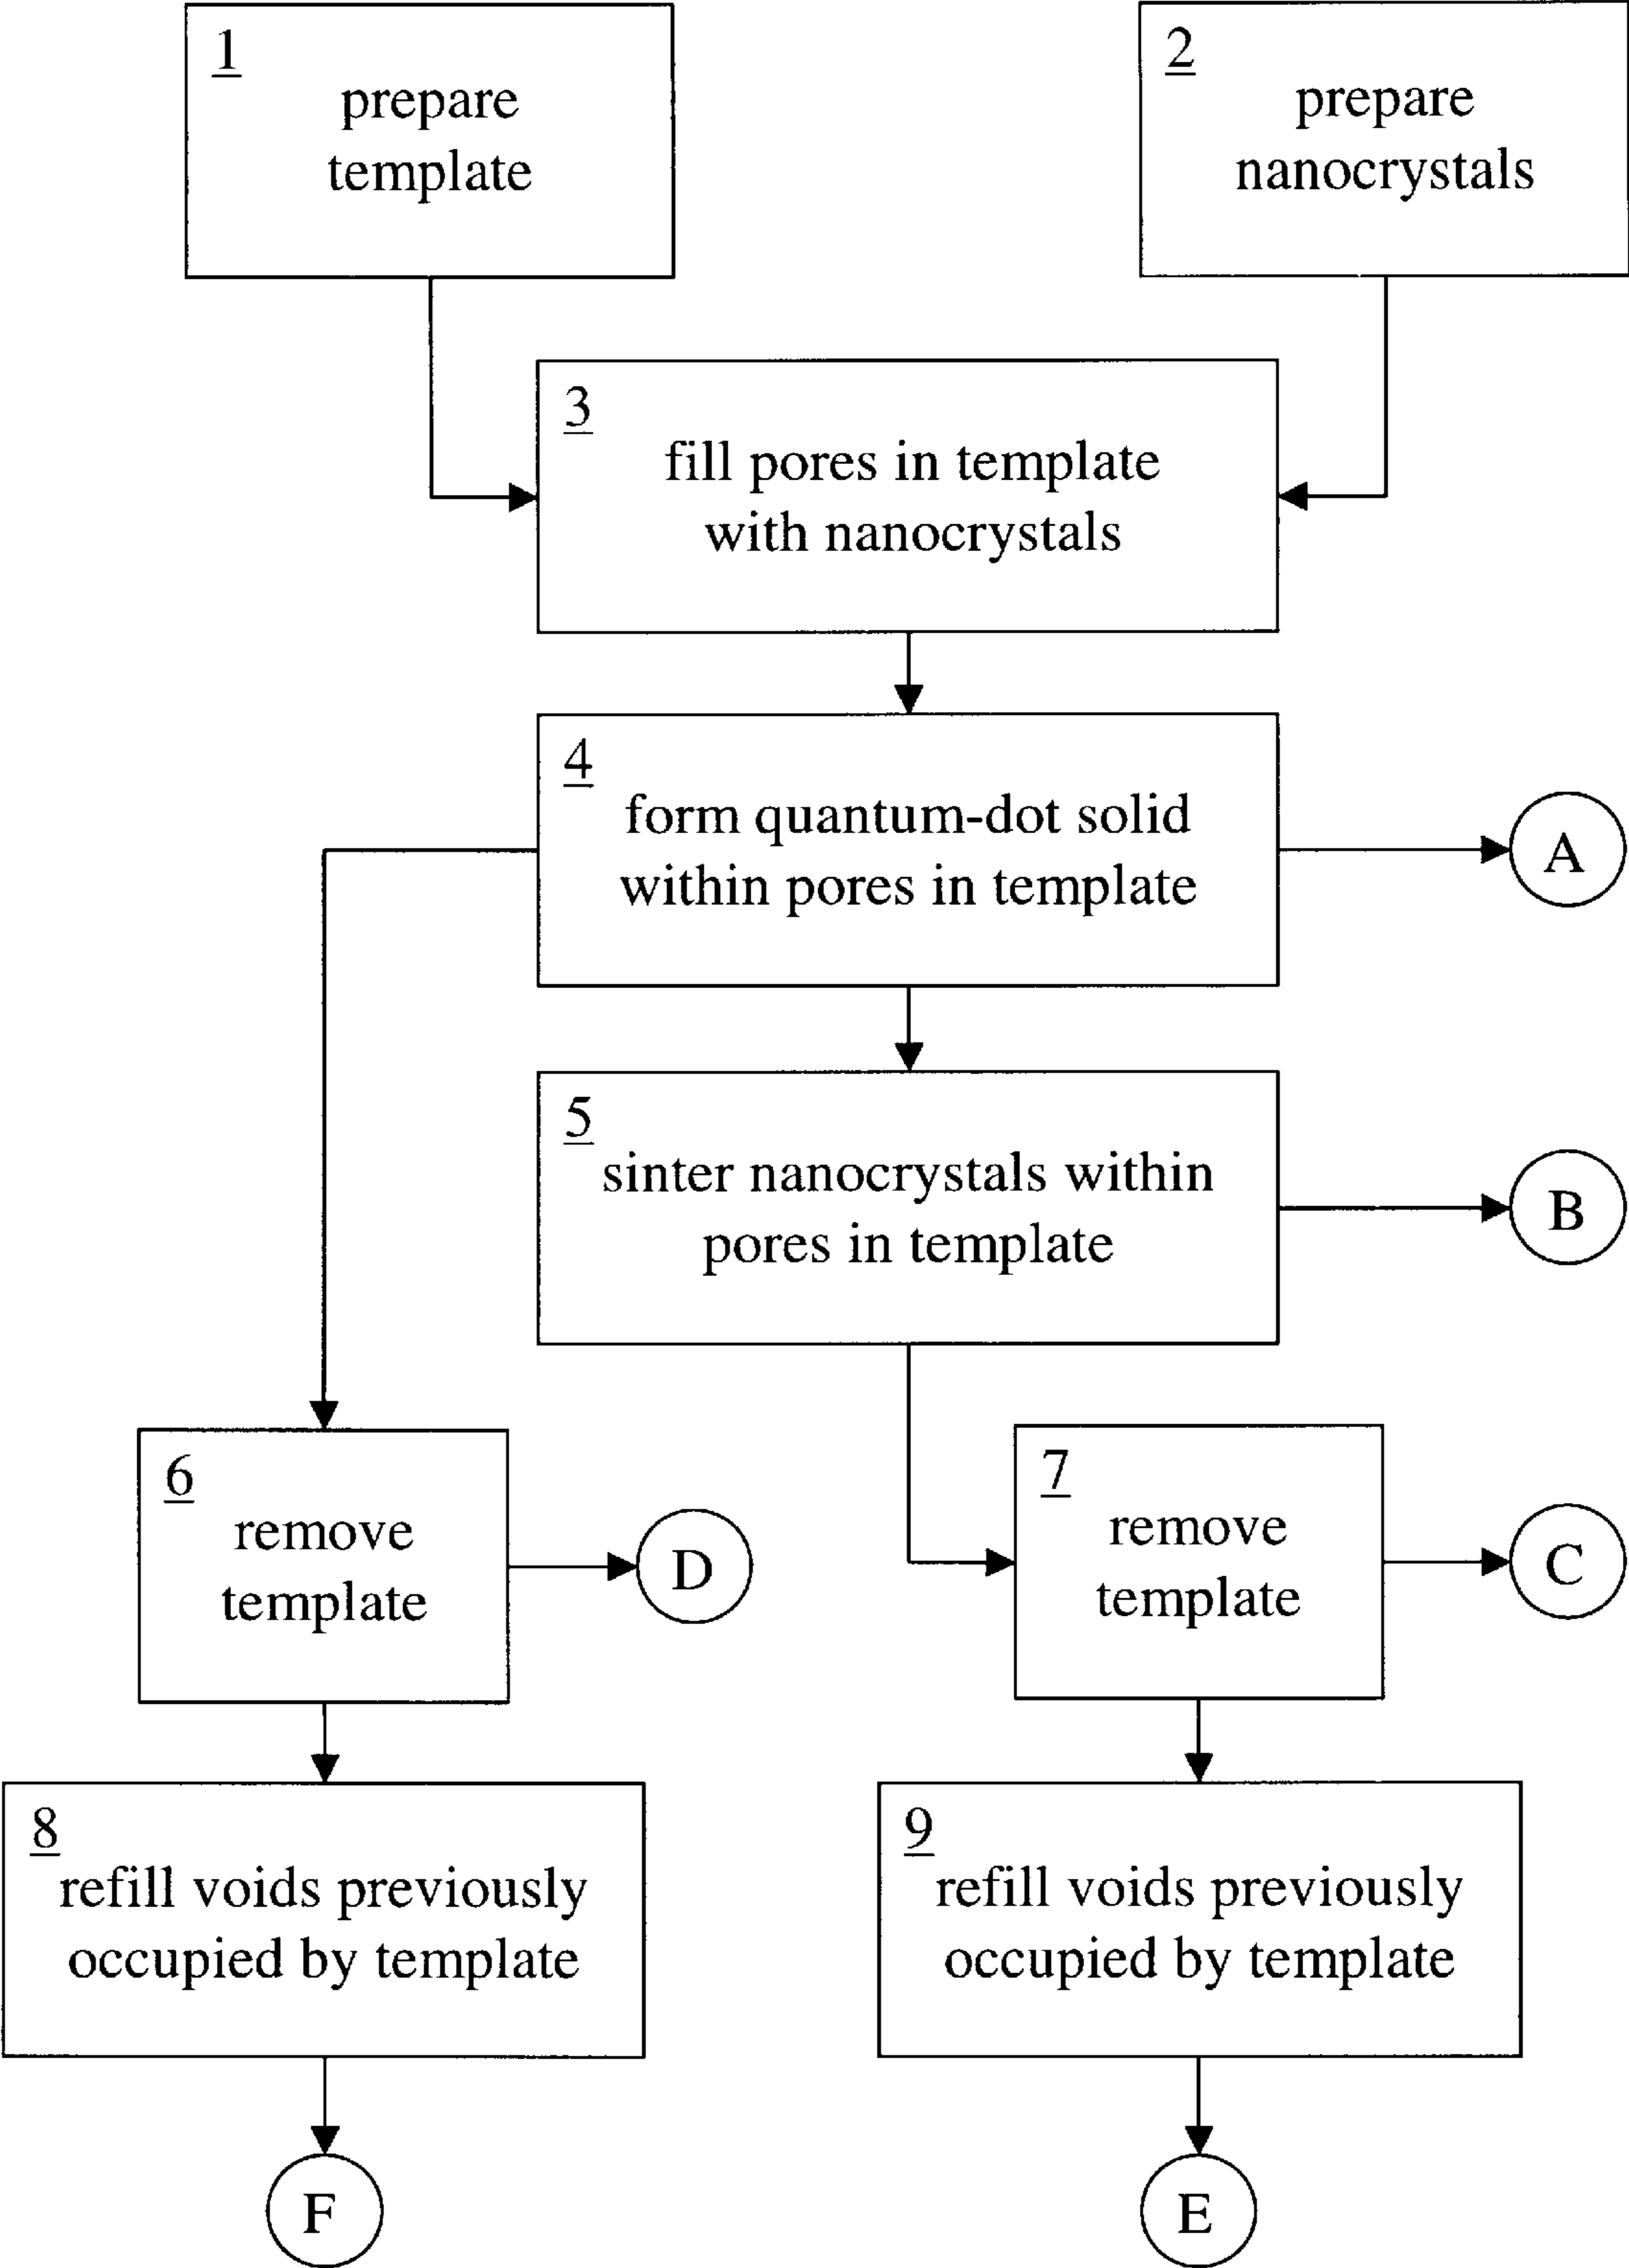 1
prepare
template
2
prepare
nanocrystals
3
fill pores in template
with nanocrystals
4
form quantum-dot solid
within pores in template
A
5
sinter nanocrystals within
pores in template
B
6
remove
template
D
7
remove
template
C
8
refill voids previously
occupied by template
9
refill voids previously
occupied by template
F
E